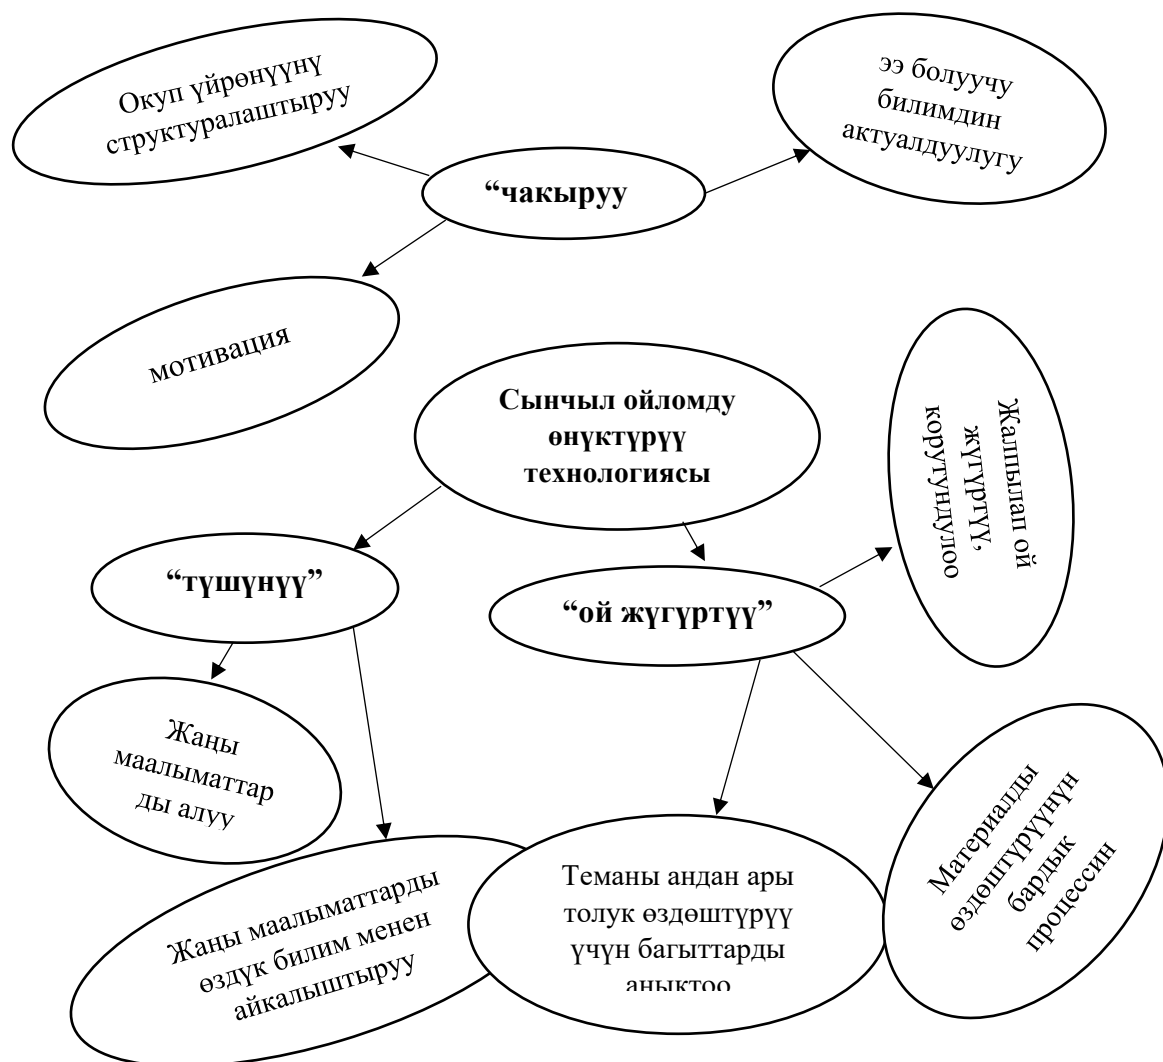 Окуп үйрөнүүнү
структуралаштыруу
ээ болуучу
билимдин
актуалдуулугу
“чакыруу
мотивация
Сынчыл ойломду
өнүктүрүү
технологиясы
Жалпылап ой
жүгүртүү,
корутундулоо
“түшүнүү”
“ой жүгүртүү”
Жаңы
маалыматтар
ды алуу
Жаңы маалыматтарды
өздүк билим менен
айкалыштыруу
Теманы андан ары
толук өздөштүрүү
үчүн багыттарды
аныктоо
Материалды
өздөштүрүүнүн
бардык
процессин